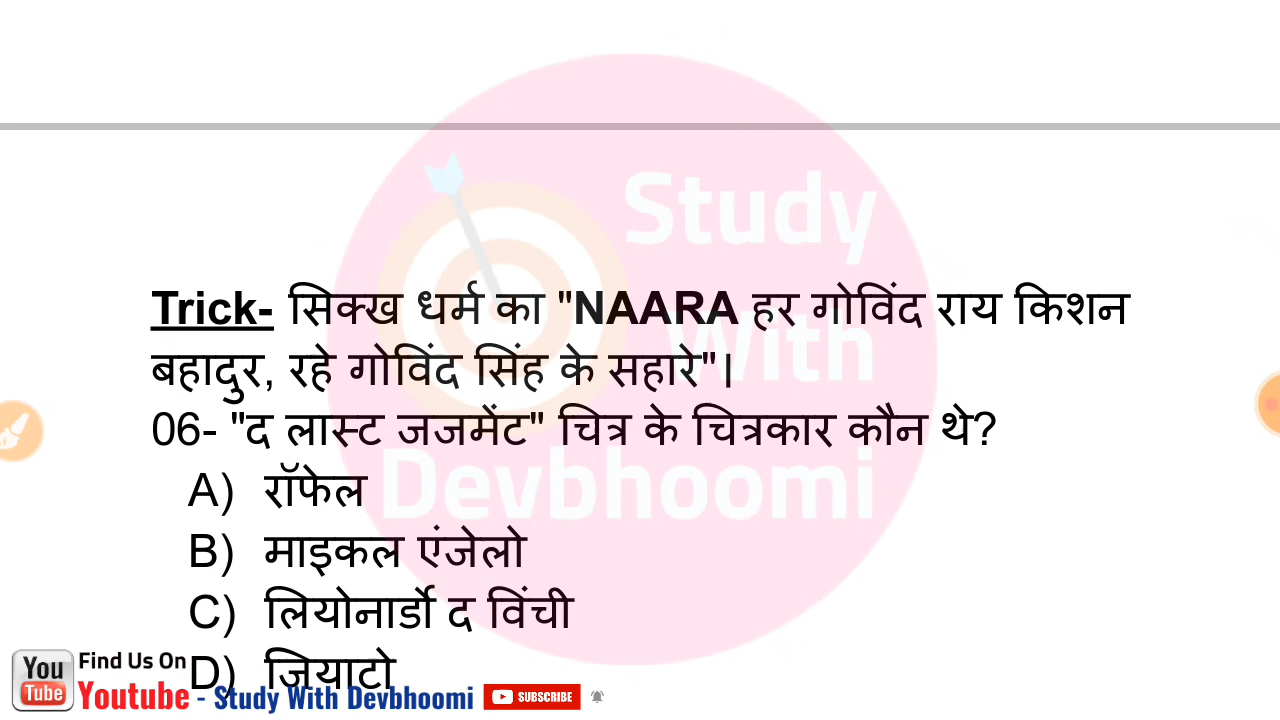 Study
With
Devbhoomi
Trick- सिक्ख धर्म का "NAARA हर गोविंद राय किशन
बहादुर, रहे गोविंद सिंह के सहारे"।
06- "द लास्ट जजमेंट" चित्र के चित्रकार कौन थे?
A) रॉफेल
B) माइकल एंजेलो
C) लियोनार्डो द विंची
D) जियाटो
You Tube Find Us On
Youtube - Study With Devbhoomi SUBSCRIBE